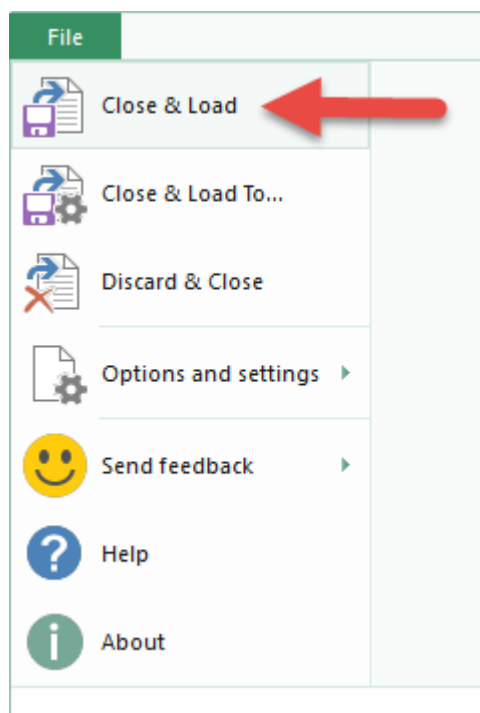 File
Close & Load
Close & Load To...
Discard & Close
Options and settings
Send feedback
Help
About